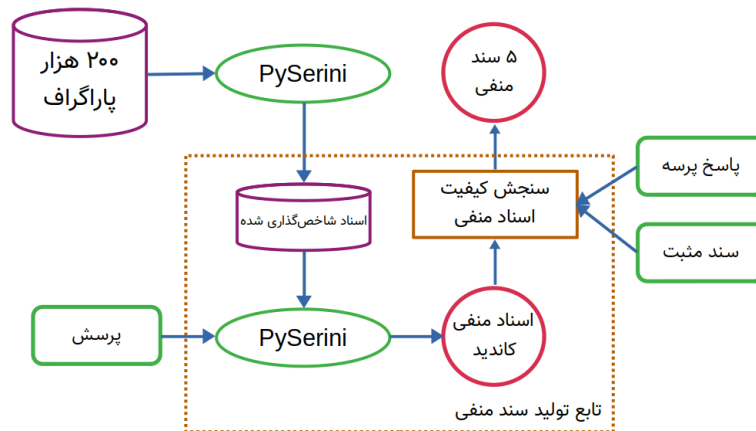 ۲۰۰ هزار
پاراگراف
PySerini
۵ سند
منفی
پاسخ پرسه
سنجش کیفیت
اسناد منفی
اسناد شاخص‌گذاری شده
سند مثبت
پرسش
PySerini
اسناد منفی
کاندید
تابع تولید سند منفی